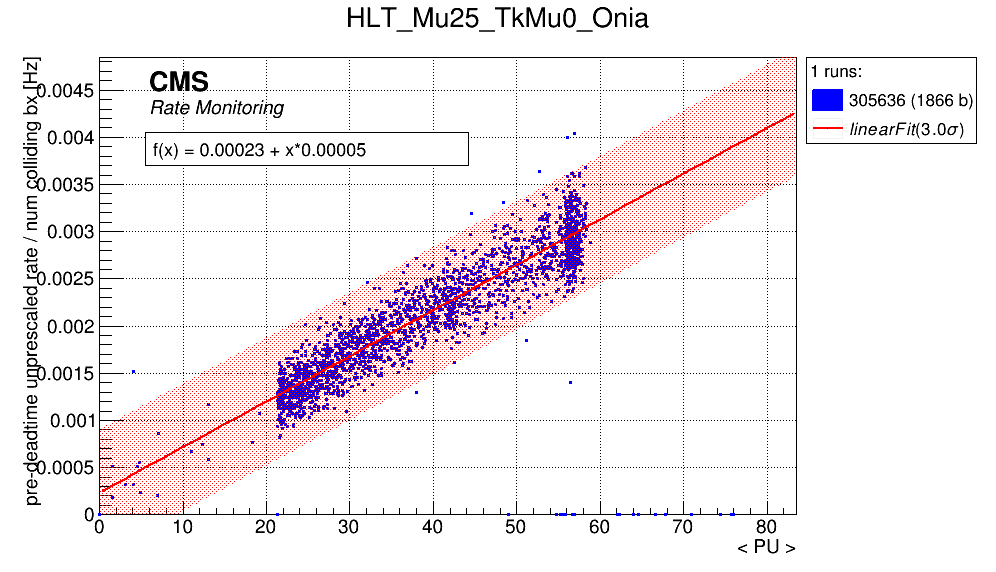 HLT_Mu25_TkMu0_Onia
pre-deadtime unprescaled rate / num colliding bx [Hz]
CMS
Rate Monitoring
f(x) = 0.00023 + x*0.00005
1 runs:
305636 (1866 b)
linearFit(3.0σ)
0.0045
0.004
0.0035
0.003
0.0025
0.002
0.0015
0.001
0.0005
0
0 10 20 30 40 50 60 70 80
< PU >